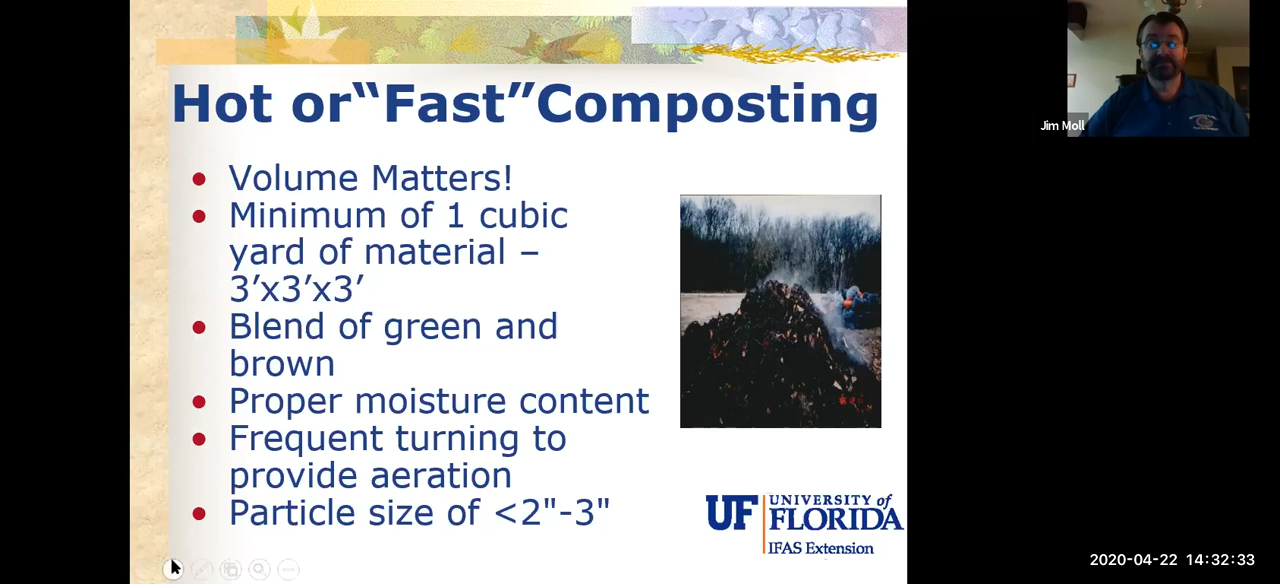 Hot or“Fast”Composting
Volume Matters!
Minimum of 1 cubic
yard of material –
3’x3’x3’
Blend of green and
brown
Proper moisture content
Frequent turning to
provide aeration
Particle size of <2"-3"
UF UNIVERSITY of
FLORIDA
IFAS Extension
Jim Moll
2020-04-22 14:32:33